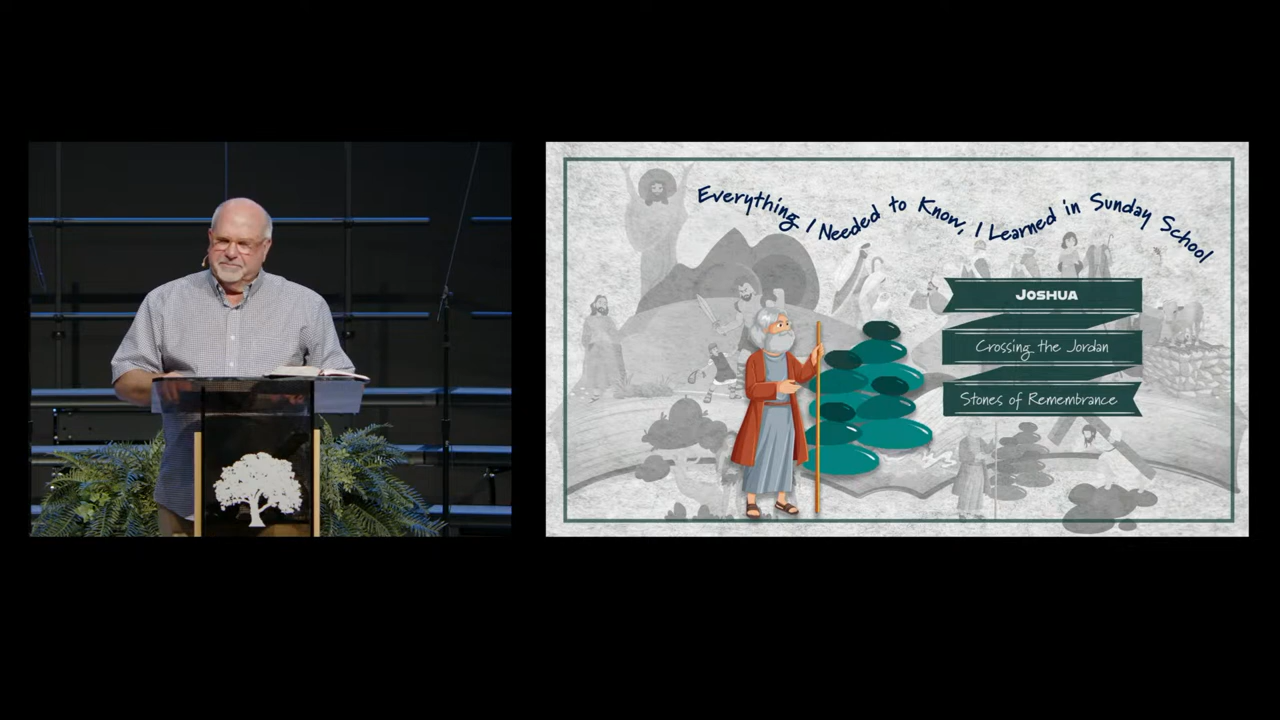 Everything I Needed to Know, I Learned in Sunday School
JOSHUA
Crossing the Jordan
Stones of Remembrance